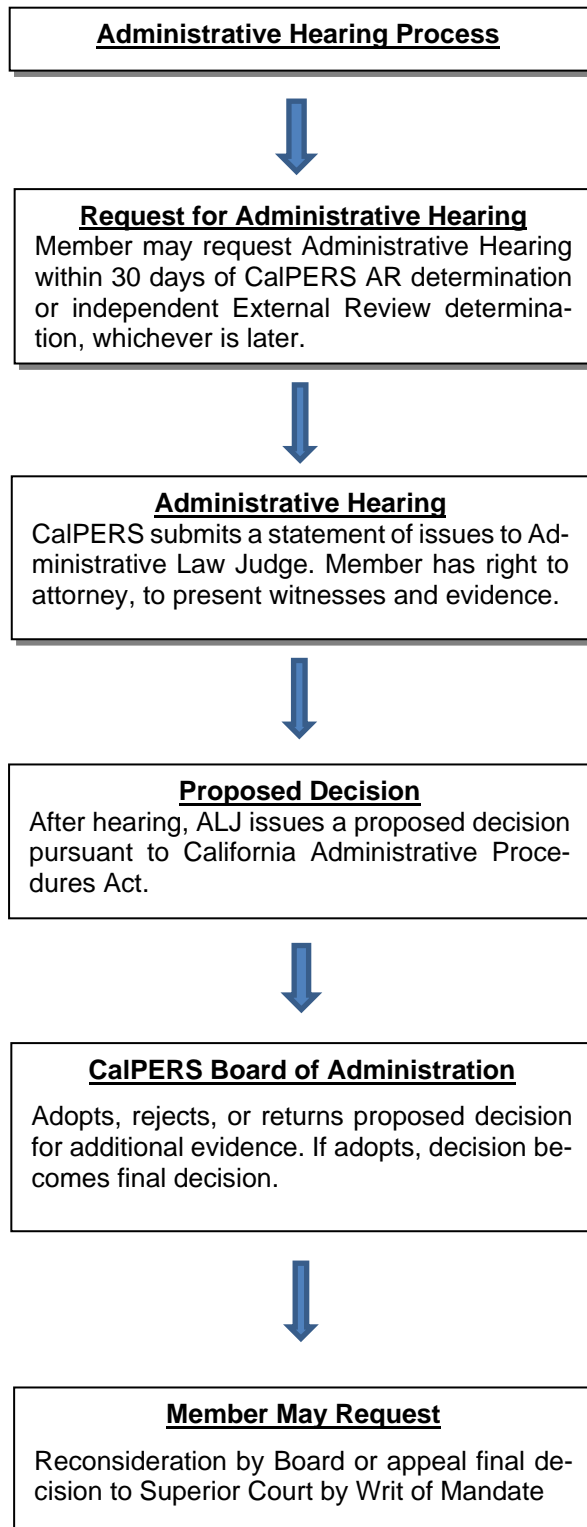 Administrative Hearing Process
Request for Administrative Hearing
Member may request Administrative Hearing
within 30 days of CalPERS AR determination
or independent External Review determina-
tion, whichever is later.
Administrative Hearing
CalPERS submits a statement of issues to Ad-
ministrative Law Judge. Member has right to
attorney, to present witnesses and evidence.
Proposed Decision
After hearing, ALJ issues a proposed decision
pursuant to California Administrative Proce-
dures Act.
CalPERS Board of Administration
Adopts, rejects, or returns proposed decision
for additional evidence. If adopts, decision be-
comes final decision.
Member May Request
Reconsideration by Board or appeal final de-
cision to Superior Court by Writ of Mandate